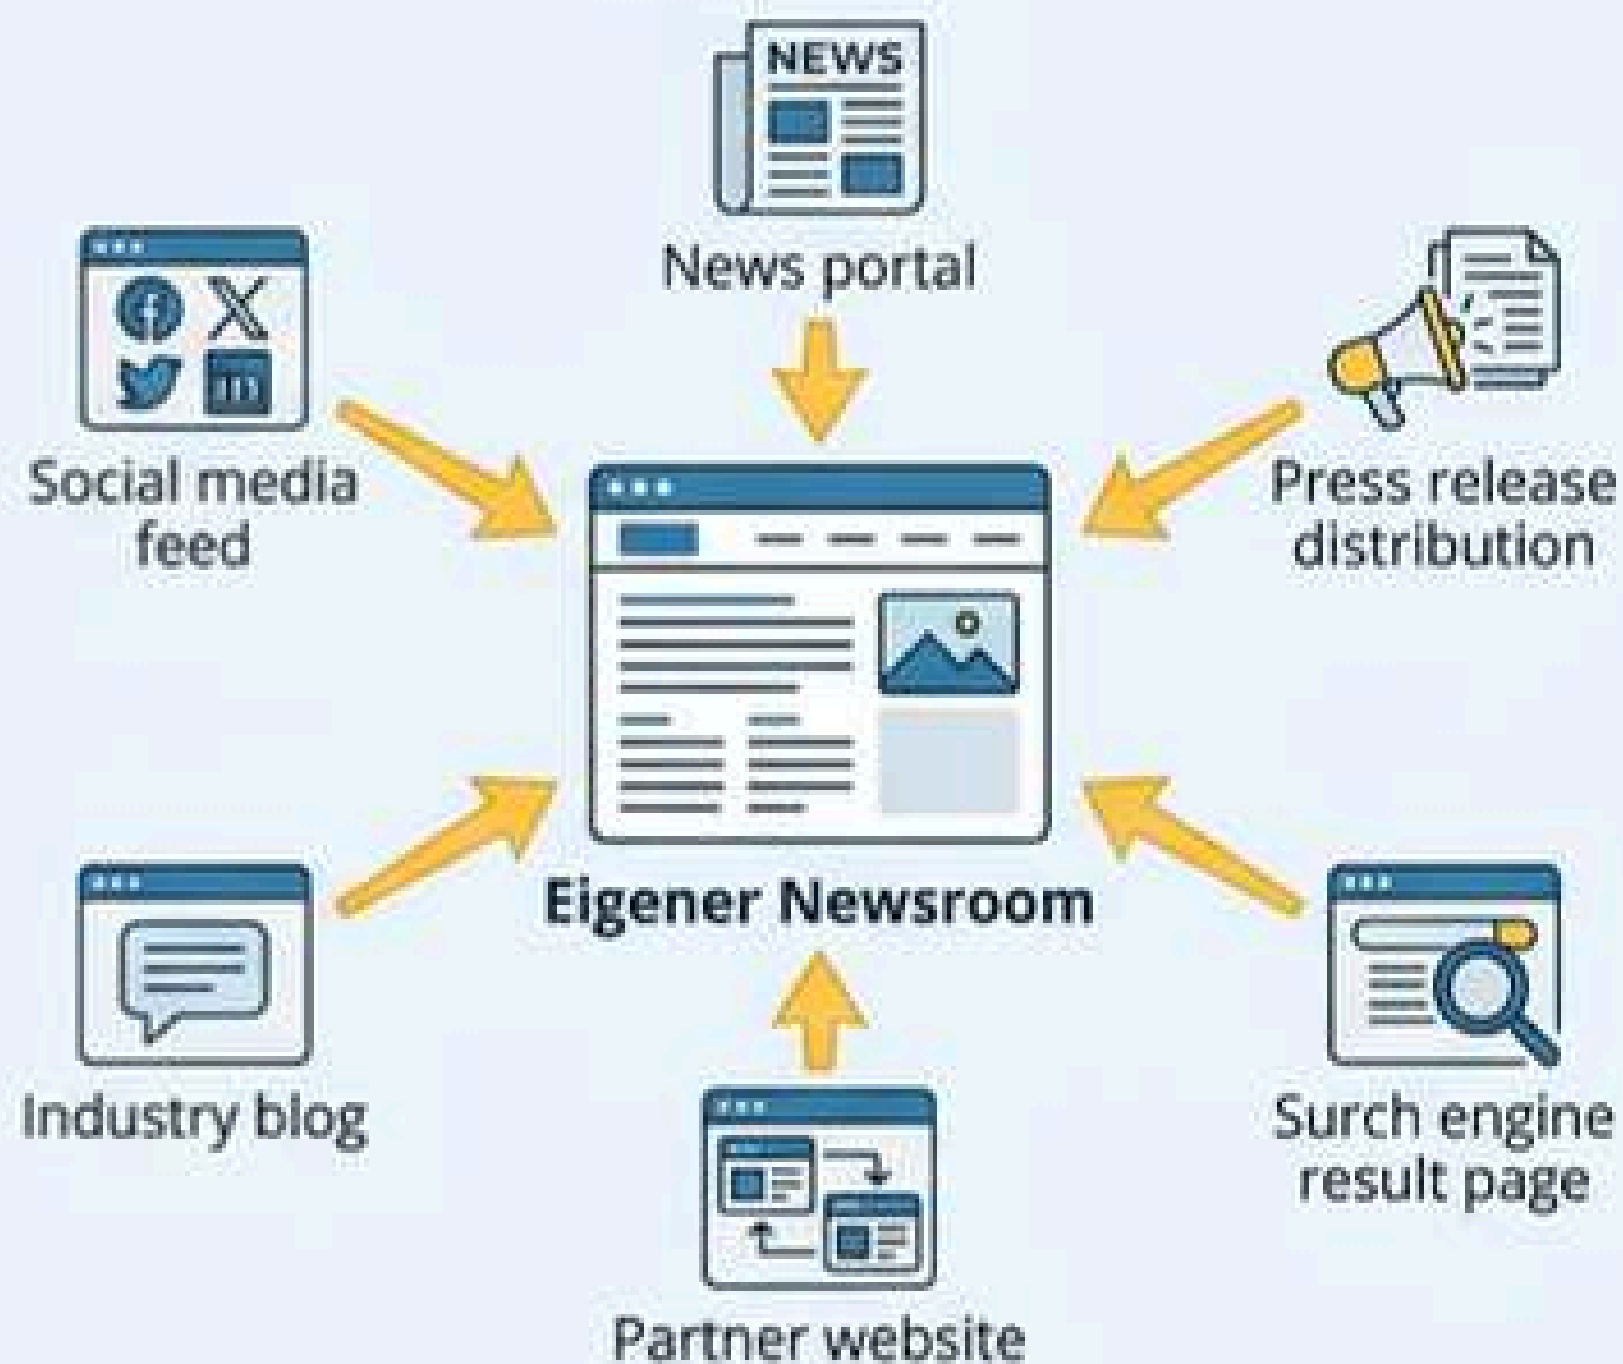 NEWS
News portal
Social media
feed
Press release
distribution
Eigener Newsroom
Industry blog
Surch engine
result page
Partner website